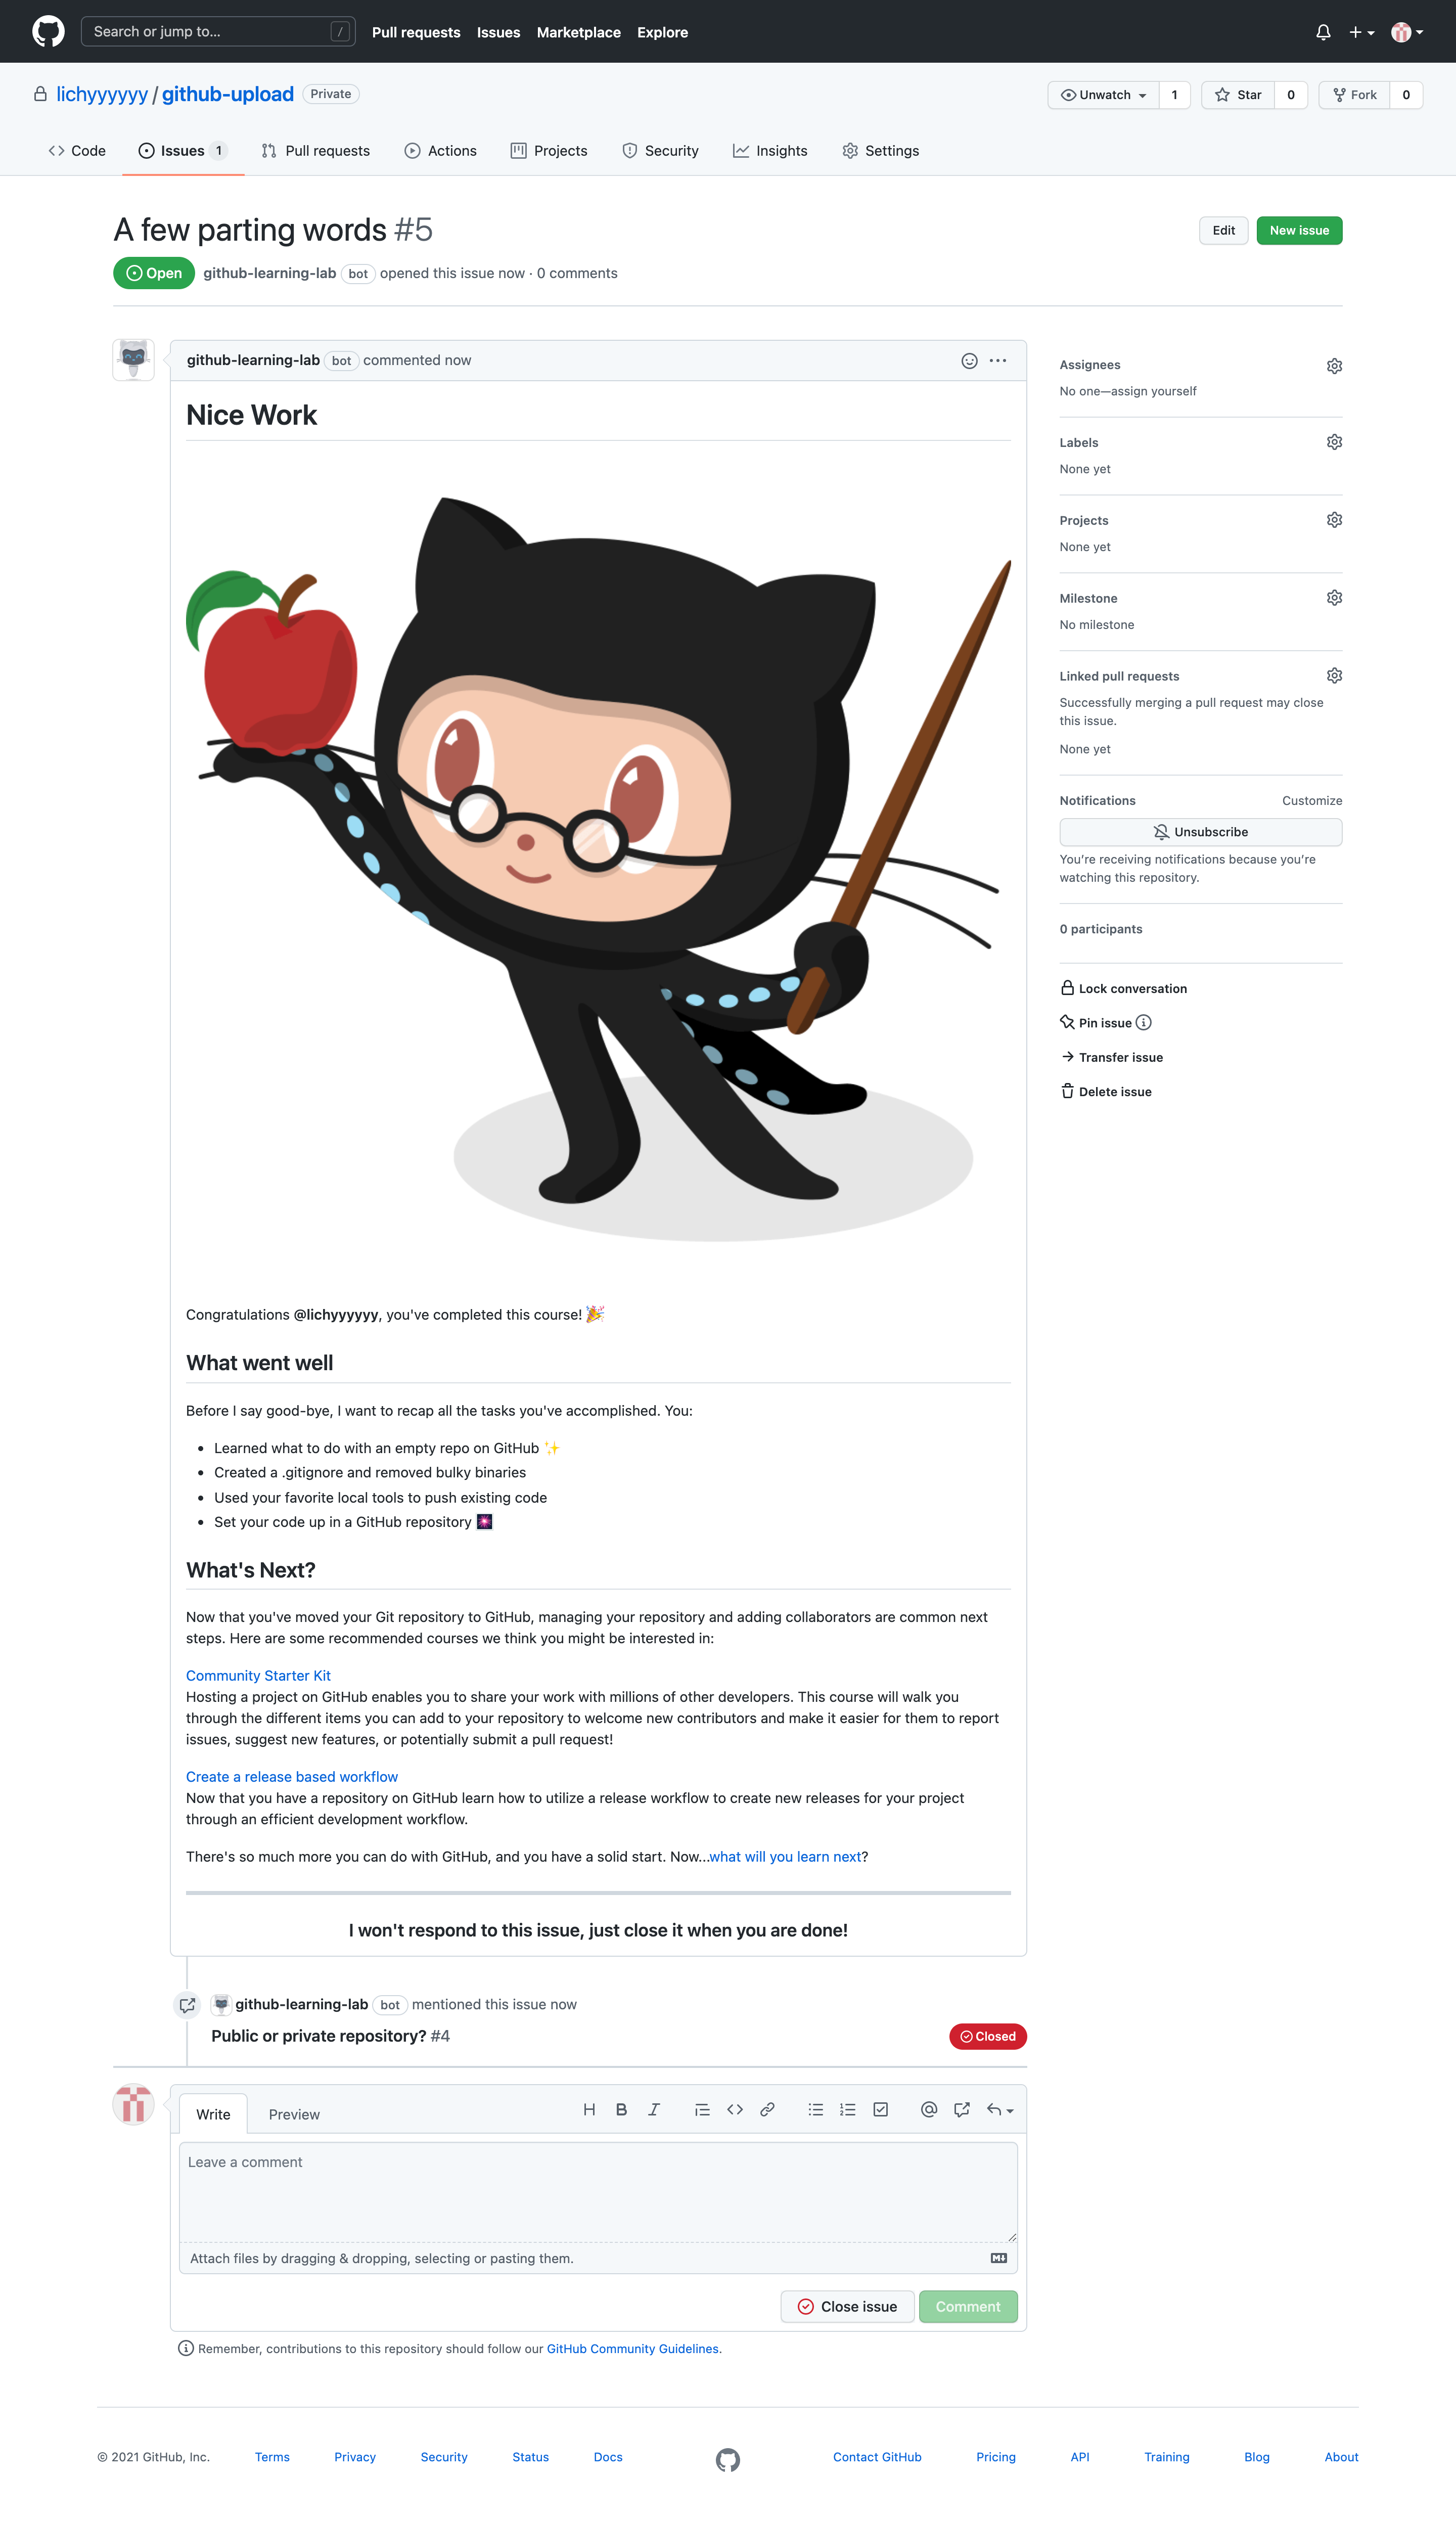 Search or jump to... /
Pull requests Issues Marketplace Explore
lichyyyyyy / github-upload Private
Unwatch 1 Star 0 Fork 0
Code Issues 1 Pull requests Actions Projects Security Insights Settings
A few parting words #5
Edit New issue
Open github-learning-lab bot opened this issue now · 0 comments
github-learning-lab bot commented now
Nice Work
Congratulations @lichyyyyyy, you've completed this course! 🎉
What went well
Before I say good-bye, I want to recap all the tasks you've accomplished. You:
• Learned what to do with an empty repo on GitHub ✨
• Created a .gitignore and removed bulky binaries
• Used your favorite local tools to push existing code
• Set your code up in a GitHub repository 🎆
What's Next?
Now that you've moved your Git repository to GitHub, managing your repository and adding collaborators are common next
steps. Here are some recommended courses we think you might be interested in:
Community Starter Kit
Hosting a project on GitHub enables you to share your work with millions of other developers. This course will walk you
through the different items you can add to your repository to welcome new contributors and make it easier for them to report
issues, suggest new features, or potentially submit a pull request!
Create a release based workflow
Now that you have a repository on GitHub learn how to utilize a release workflow to create new releases for your project
through an efficient development workflow.
There's so much more you can do with GitHub, and you have a solid start. Now...what will you learn next?
I won't respond to this issue, just close it when you are done!
github-learning-lab bot mentioned this issue now
Public or private repository? #4
Closed
Write Preview
H B I
Leave a comment
Attach files by dragging & dropping, selecting or pasting them.
Close issue Comment
Remember, contributions to this repository should follow our GitHub Community Guidelines.
Assignees
No one—assign yourself
Labels
None yet
Projects
None yet
Milestone
No milestone
Linked pull requests
Successfully merging a pull request may close
this issue.
None yet
Notifications Customize
Unsubscribe
You're receiving notifications because you're
watching this repository.
0 participants
Lock conversation
Pin issue
Transfer issue
Delete issue
© 2021 GitHub, Inc. Terms Privacy Security Status Docs Contact GitHub Pricing API Training Blog About